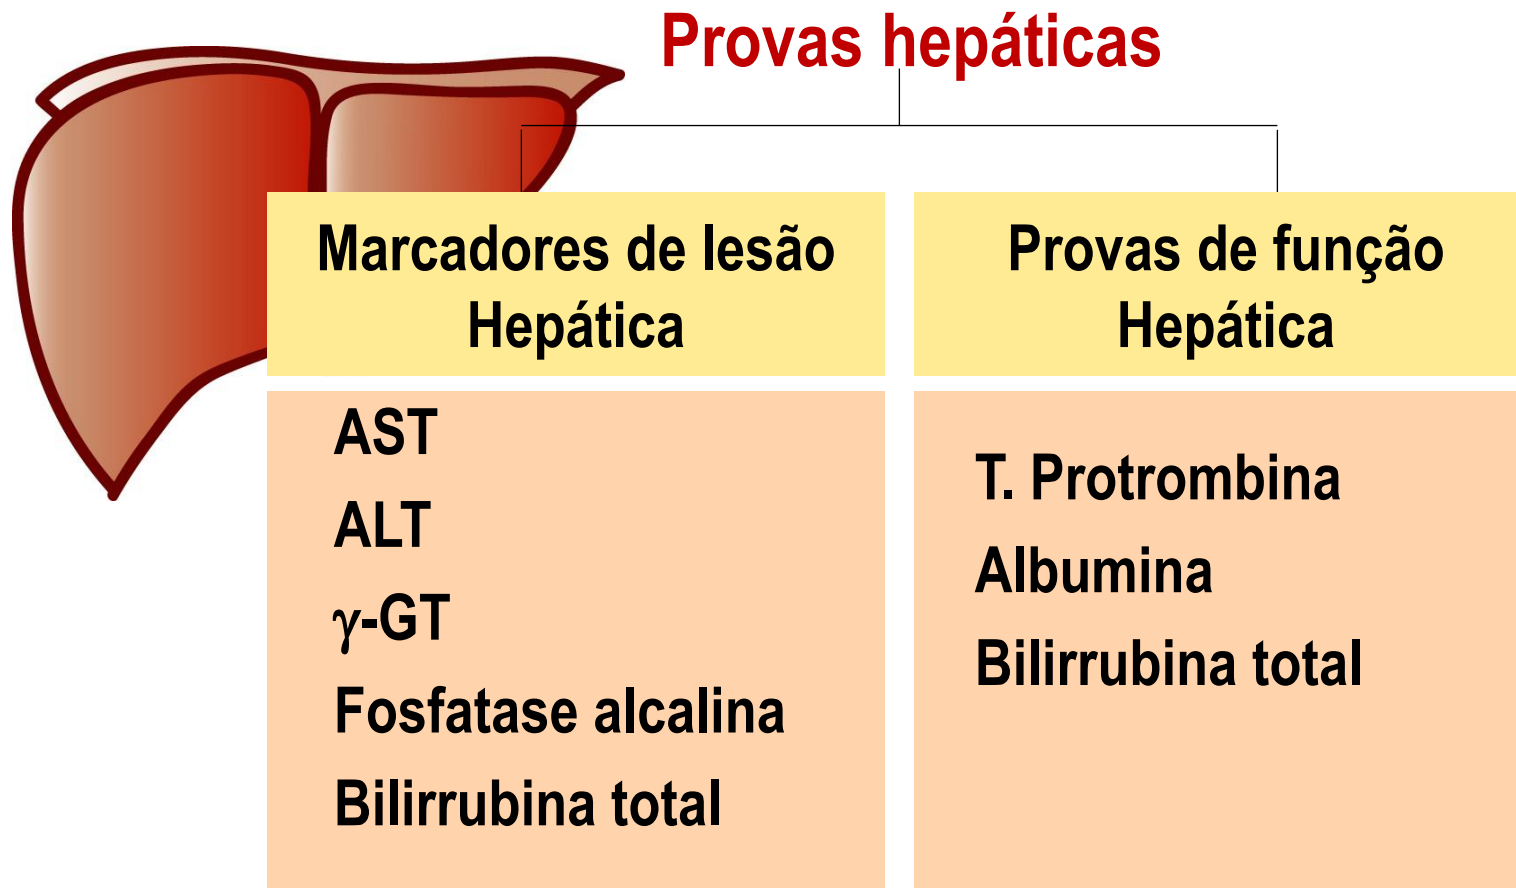 Provas hepáticas
Marcadores de lesão
Hepática
AST
ALT
γ-GT
Fosfatase alcalina
Bilirrubina total
Provas de função
Hepática
T. Protrombina
Albumina
Bilirrubina total